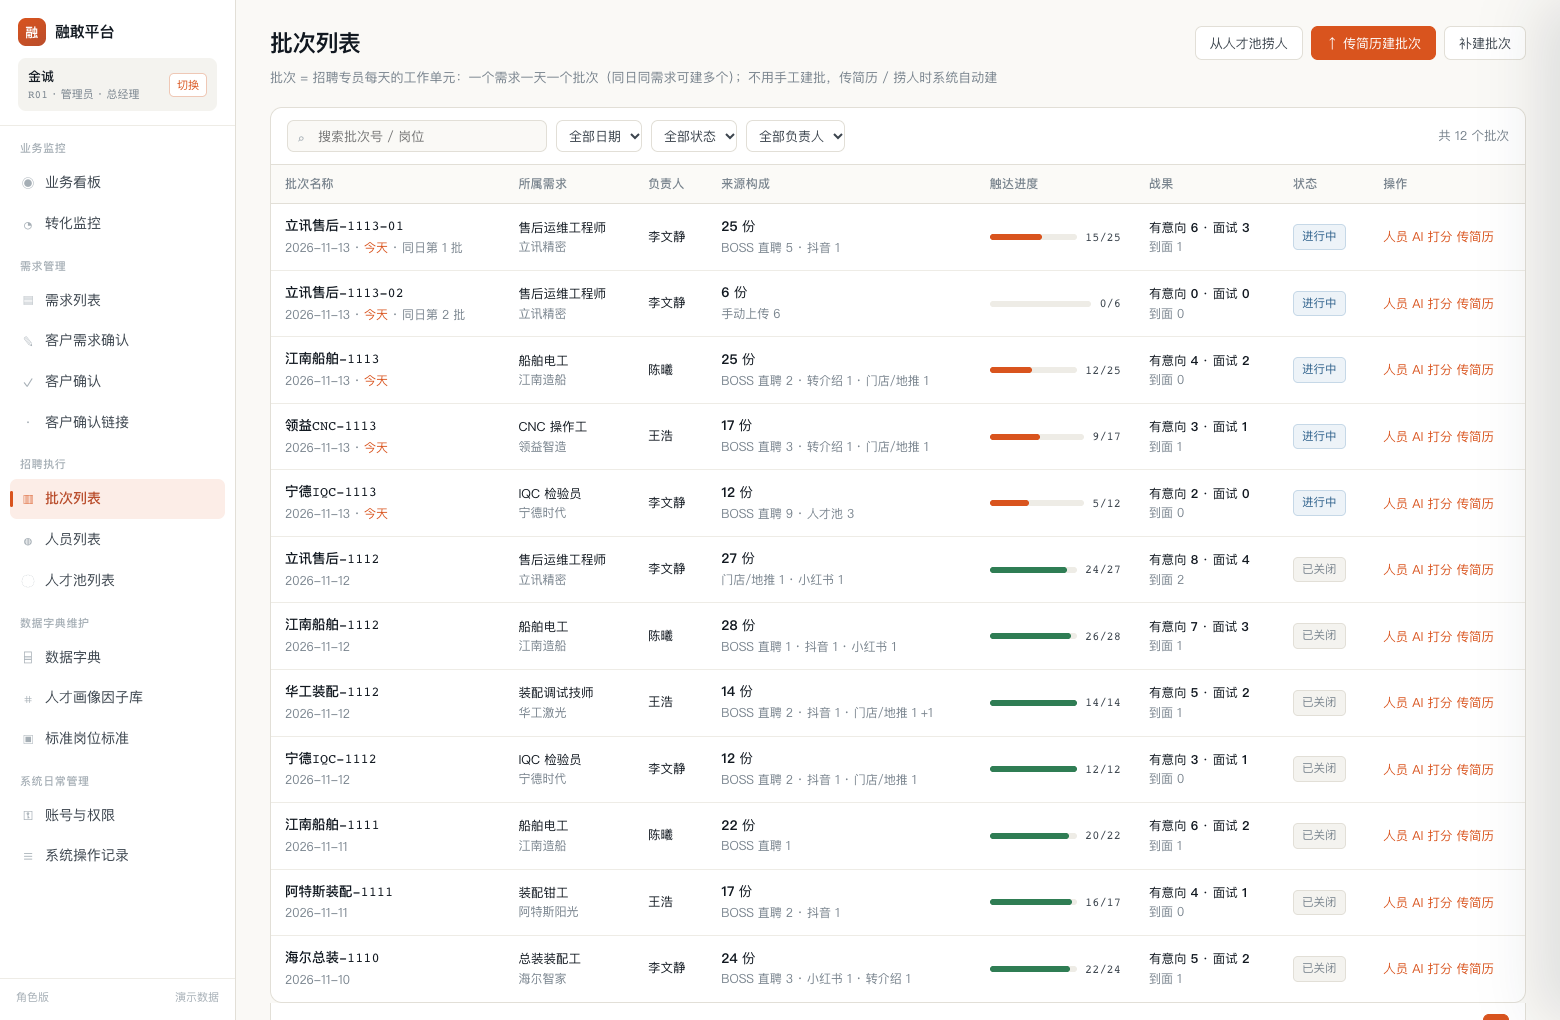 融 融敢平台
金诚
R01 · 管理员 · 总经理
切换
业务监控
业务看板
转化监控
需求管理
需求列表
客户需求确认
客户确认
客户确认链接
招聘执行
批次列表
人员列表
人才池列表
数据字典维护
数据字典
人才画像因子库
标准岗位标准
系统日常管理
账号与权限
系统操作记录
角色版 演示数据
批次列表
从人才池捞人 ↑ 传简历建批次 补建批次
批次 = 招聘专员每天的工作单元：一个需求一天一个批次（同日同需求可建多个）；不用手工建批，传简历 / 捞人时系统自动建
搜索批次号 / 岗位 全部日期 全部状态 全部负责人 共 12 个批次
批次名称 所属需求 负责人 来源构成 触达进度 战果 状态 操作
立讯售后-1113-01 售后运维工程师 李文静 25 份 15/25 有意向 6 · 面试 3 进行中 人员 AI 打分 传简历
2026-11-13 · 今天 · 同日第 1 批 立讯精密 BOSS 直聘 5 · 抖音 1 到面 1
立讯售后-1113-02 售后运维工程师 李文静 6 份 0/6 有意向 0 · 面试 0 进行中 人员 AI 打分 传简历
2026-11-13 · 今天 · 同日第 2 批 立讯精密 手动上传 6 到面 0
江南船舶-1113 船舶电工 陈曦 25 份 12/25 有意向 4 · 面试 2 进行中 人员 AI 打分 传简历
2026-11-13 · 今天 江南造船 BOSS 直聘 2 · 转介绍 1 · 门店/地推 1 到面 0
领益CNC-1113 CNC 操作工 王浩 17 份 9/17 有意向 3 · 面试 1 进行中 人员 AI 打分 传简历
2026-11-13 · 今天 领益智造 BOSS 直聘 3 · 转介绍 1 · 门店/地推 1 到面 1
宁德IQC-1113 IQC 检验员 李文静 12 份 5/12 有意向 2 · 面试 0 进行中 人员 AI 打分 传简历
2026-11-13 · 今天 宁德时代 BOSS 直聘 9 · 人才池 3 到面 0
立讯售后-1112 售后运维工程师 李文静 27 份 24/27 有意向 8 · 面试 4 已关闭 人员 AI 打分 传简历
2026-11-12 立讯精密 门店/地推 1 · 小红书 1 到面 2
江南船舶-1112 船舶电工 陈曦 28 份 26/28 有意向 7 · 面试 3 已关闭 人员 AI 打分 传简历
2026-11-12 江南造船 BOSS 直聘 1 · 抖音 1 · 小红书 1 到面 1
华工装配-1112 装配调试技师 王浩 14 份 14/14 有意向 5 · 面试 2 已关闭 人员 AI 打分 传简历
2026-11-12 华工激光 BOSS 直聘 2 · 抖音 1 · 门店/地推 1 +1 到面 1
宁德IQC-1112 IQC 检验员 李文静 12 份 12/12 有意向 3 · 面试 1 已关闭 人员 AI 打分 传简历
2026-11-12 宁德时代 BOSS 直聘 2 · 抖音 1 · 门店/地推 1 到面 0
江南船舶-1111 船舶电工 陈曦 22 份 20/22 有意向 6 · 面试 2 已关闭 人员 AI 打分 传简历
2026-11-11 江南造船 BOSS 直聘 1 到面 1
阿特斯装配-1111 装配钳工 王浩 17 份 16/17 有意向 4 · 面试 1 已关闭 人员 AI 打分 传简历
2026-11-11 阿特斯阳光 BOSS 直聘 2 · 抖音 1 到面 0
海尔总装-1110 总装装配工 李文静 24 份 22/24 有意向 5 · 面试 2 已关闭 人员 AI 打分 传简历
2026-11-10 海尔智家 BOSS 直聘 3 · 小红书 1 · 转介绍 1 到面 1